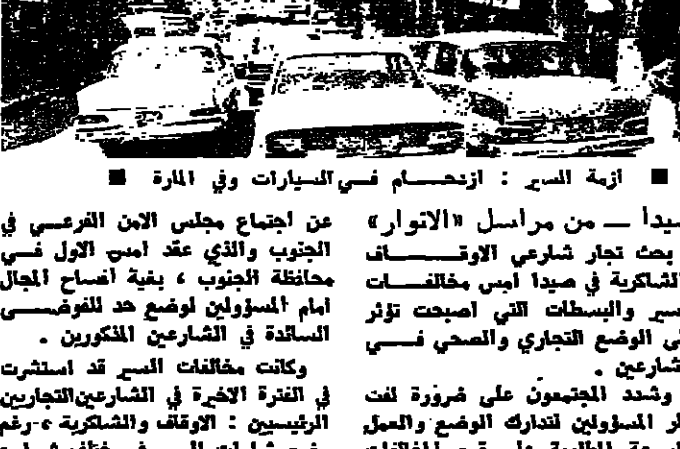 ■ ازمة السير : ازدحـــام فـــي السيارات وفي المارة ■
صيدا ـــ من مراسل «الانوار»
بحث تجار شارعي الاوقـــــاف
الشاكرية في صيدا امس مخالفـــات
السير والبسطات التي اصبحت تؤثر
على الوضع التجاري والصحي فـــي
الشارعين .
وشدد المجتمعون على ضرورة لفت
المسؤولين لتدارك الوضع والعمل
عن اجتماع مجلس الامن الفرعـــي في
الجنوب والذي عقد امس الاول فـــي
محافظة الجنوب ، بغية أفساح المجال
امام المسؤولين لوضع حد للفوضـــى
السائدة في الشارعين المذكورين .
وكانت مخالفات السير قد استشرت
في الفترة الاخيرة في الشارعين التجاريين
الرئيسيين : الاوقاف والشاكرية ، رغم